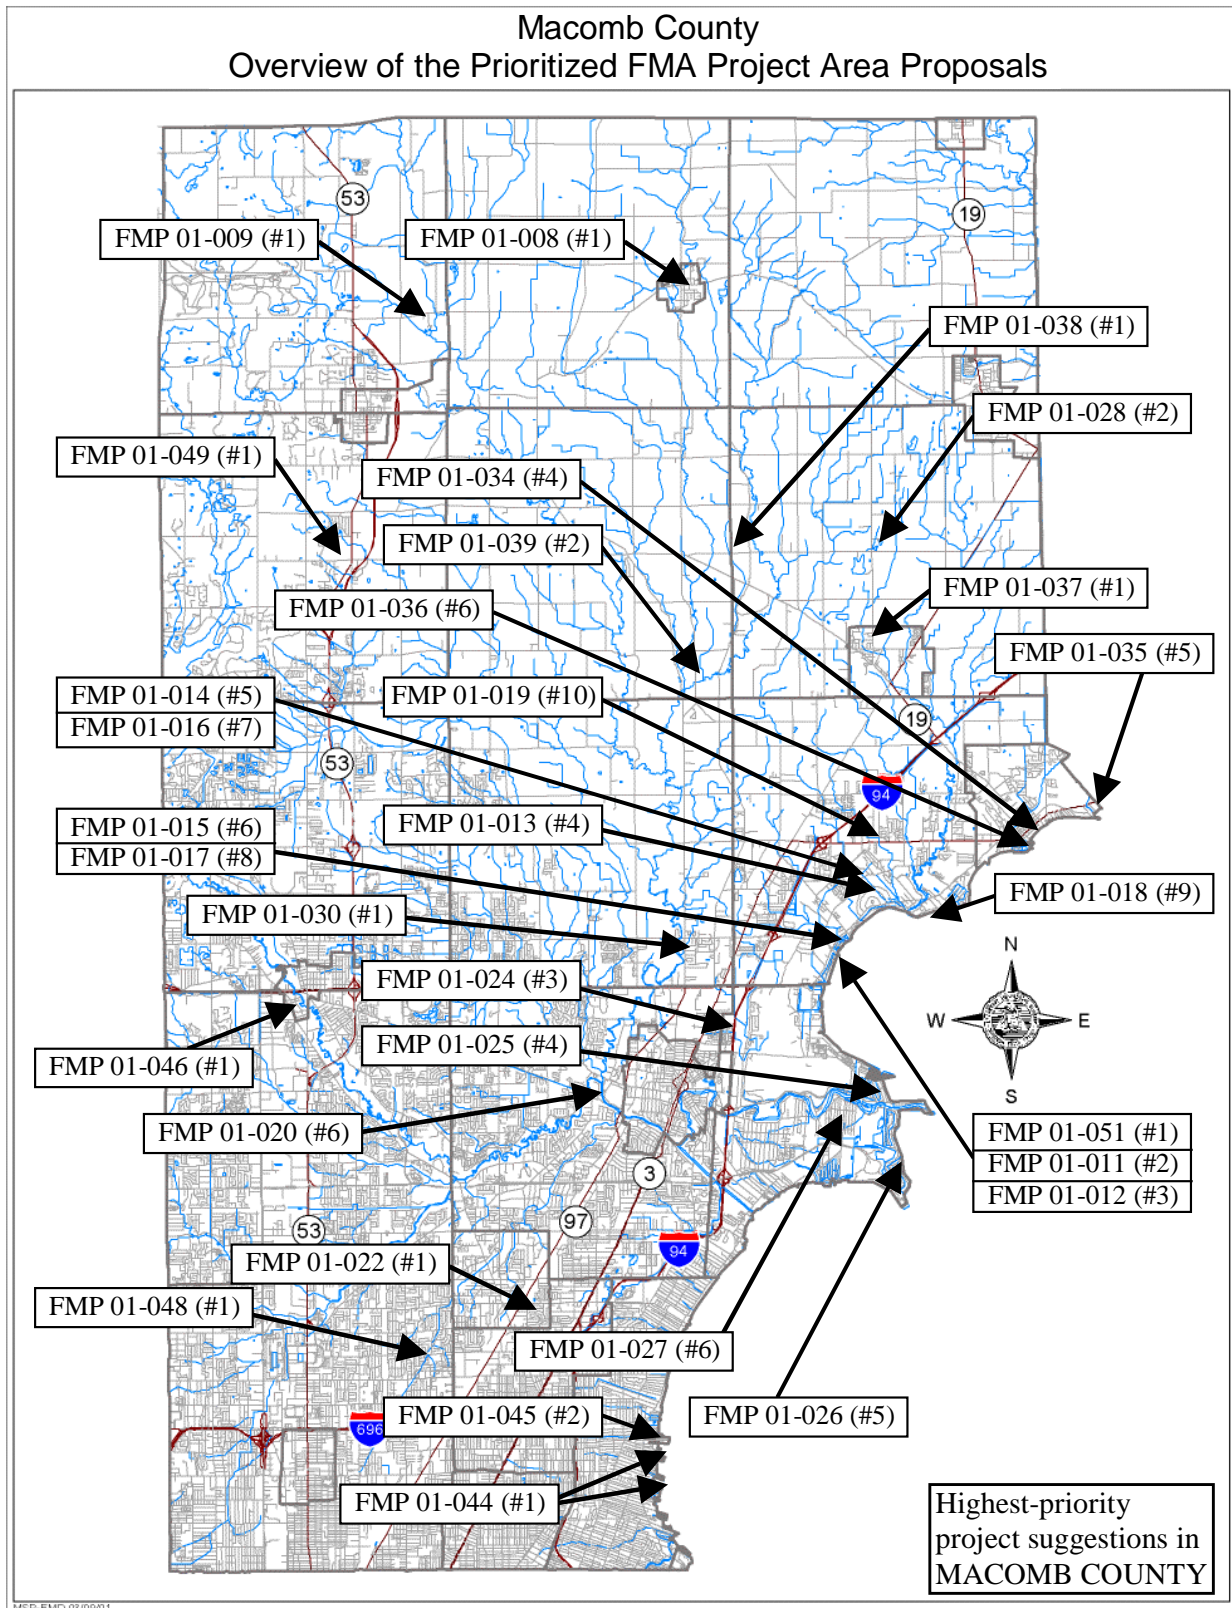 Macomb County
Overview of the Prioritized FMA Project Area Proposals
53
19
FMP 01-009 (#1)
FMP 01-008 (#1)
FMP 01-038 (#1)
FMP 01-028 (#2)
FMP 01-049 (#1)
FMP 01-034 (#4)
FMP 01-039 (#2)
FMP 01-036 (#6)
FMP 01-037 (#1)
FMP 01-035 (#5)
FMP 01-014 (#5)
FMP 01-016 (#7)
FMP 01-019 (#10)
19
53
94
FMP 01-015 (#6)
FMP 01-017 (#8)
FMP 01-013 (#4)
FMP 01-018 (#9)
FMP 01-030 (#1)
N
W
E
S
FMP 01-024 (#3)
FMP 01-025 (#4)
FMP 01-046 (#1)
FMP 01-020 (#6)
FMP 01-051 (#1)
FMP 01-011 (#2)
FMP 01-012 (#3)
3
97
53
94
FMP 01-022 (#1)
FMP 01-048 (#1)
FMP 01-027 (#6)
FMP 01-045 (#2)
FMP 01-026 (#5)
696
FMP 01-044 (#1)
Highest-priority
project suggestions in
MACOMB COUNTY